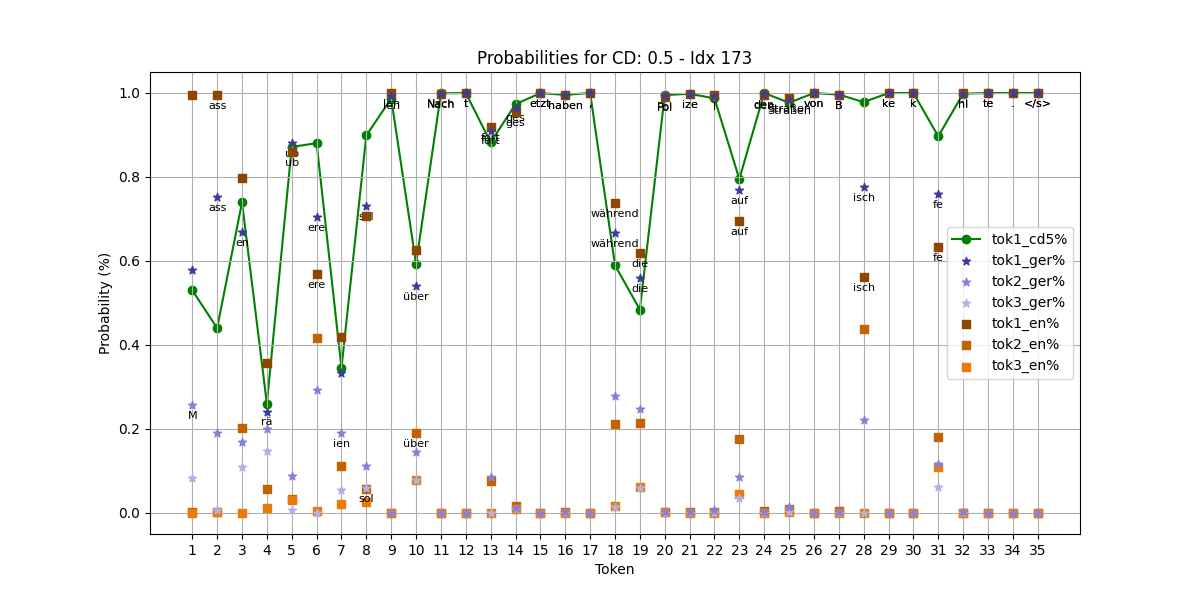 Probabilities for CD: 0.5 - Idx 173
Probability (%)
1.0
0.8
0.6
0.4
0.2
0.0
ass
Nach
t
etzt
haben
,
Pol
ize
von
B
ke
k
te
.
</s>
ges
Straßen
ub
ass
en
ere
über
während
während
die
die
auf
auf
isch
fe
fe
ere
isch
M
rä
ien
über
sol
tok1_cd5%
tok1_ger%
tok2_ger%
tok3_ger%
tok1_en%
tok2_en%
tok3_en%
1 2 3 4 5 6 7 8 9 10 11 12 13 14 15 16 17 18 19 20 21 22 23 24 25 26 27 28 29 30 31 32 33 34 35
Token